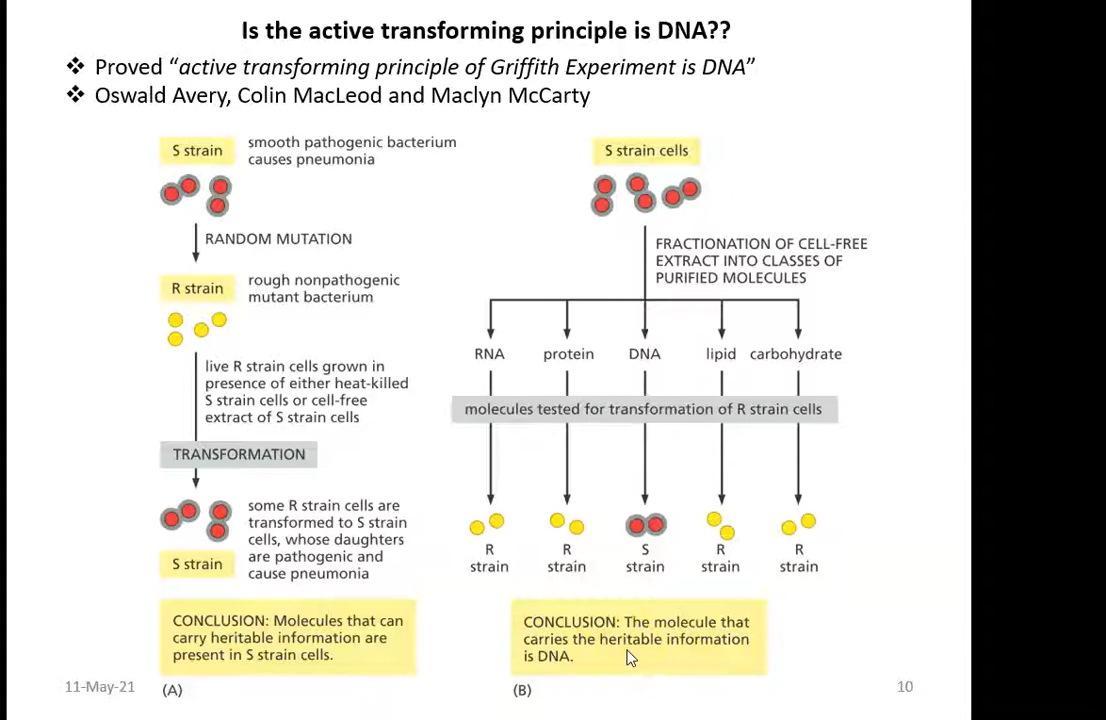 Is the active transforming principle is DNA??
❖ Proved “active transforming principle of Griffith Experiment is DNA”
❖ Oswald Avery, Colin MacLeod and Maclyn McCarty
S strain
smooth pathogenic bacterium
causes pneumonia
RANDOM MUTATION
R strain
rough nonpathogenic
mutant bacterium
live R strain cells grown in
presence of either heat-killed
S strain cells or cell-free
extract of S strain cells
TRANSFORMATION
some R strain cells are
transformed to S strain
cells, whose daughters
are pathogenic and
cause pneumonia
S strain
CONCLUSION: Molecules that can
carry heritable information are
present in S strain cells.
(A)
S strain cells
FRACTIONATION OF CELL-FREE
EXTRACT INTO CLASSES OF
PURIFIED MOLECULES
RNA protein DNA lipid carbohydrate
molecules tested for transformation of R strain cells
R R S R R
strain strain strain strain strain
CONCLUSION: The molecule that
carries the heritable information
is DNA.
(B)
11-May-21
10